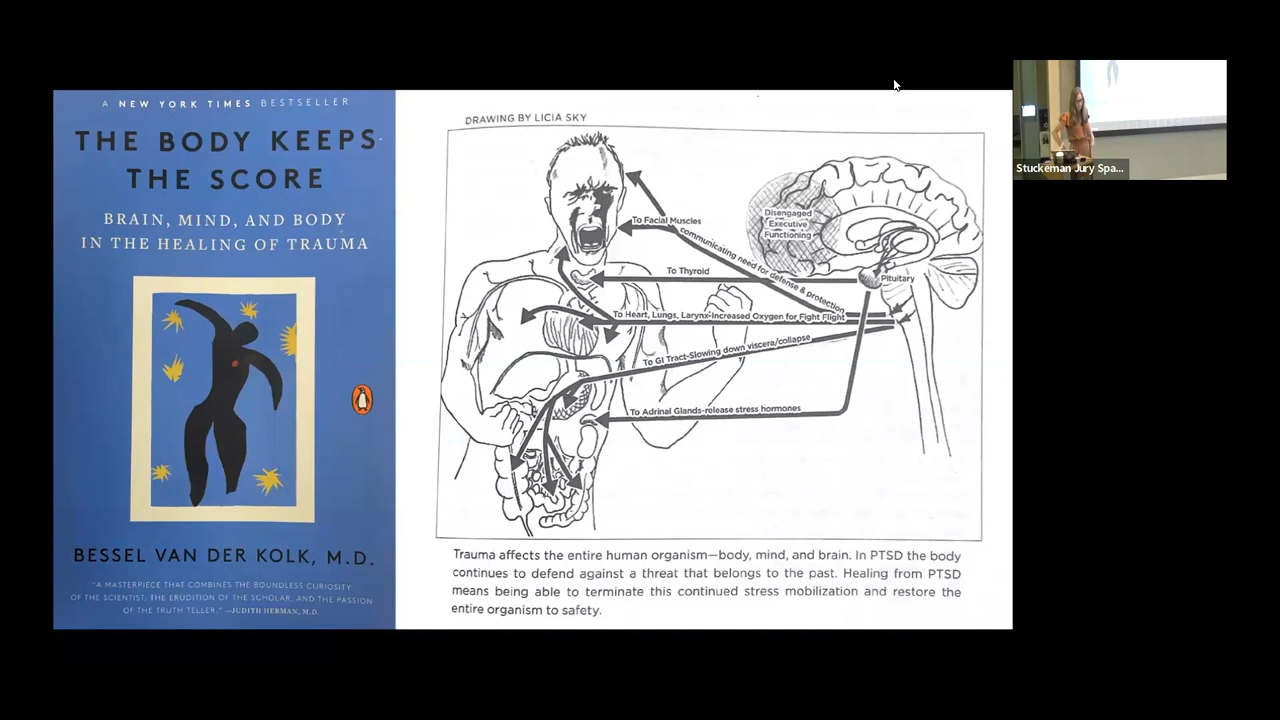 A NEW YORK TIMES BESTSELLER
THE BODY KEEPS
THE SCORE
BRAIN, MIND, AND BODY
IN THE HEALING OF TRAUMA
BESSEL VAN DER KOLK, M.D.
"A MASTERPIECE THAT COMBINES THE BOUNDLESS CURIOSITY
OF THE SCIENTIST, THE ERUDITION OF THE SCHOLAR, AND THE PASSION
OF THE TRUTH TELLER." —JUDITH HERMAN, M.D.
DRAWING BY LICIA SKY
Disengaged
Executive
Functioning
To Facial Muscles
communicating need for defense & protection
To Thyroid
Pituitary
To Heart, Lungs, Larynx-Increased Oxygen for Fight Flight
To GI Tract-Slowing down viscera/collapse
To Adrinal Glands-release stress hormones
Trauma affects the entire human organism—body, mind, and brain. In PTSD the body
continues to defend against a threat that belongs to the past. Healing from PTSD
means being able to terminate this continued stress mobilization and restore the
entire organism to safety.
Stuckeman Jury Spa...